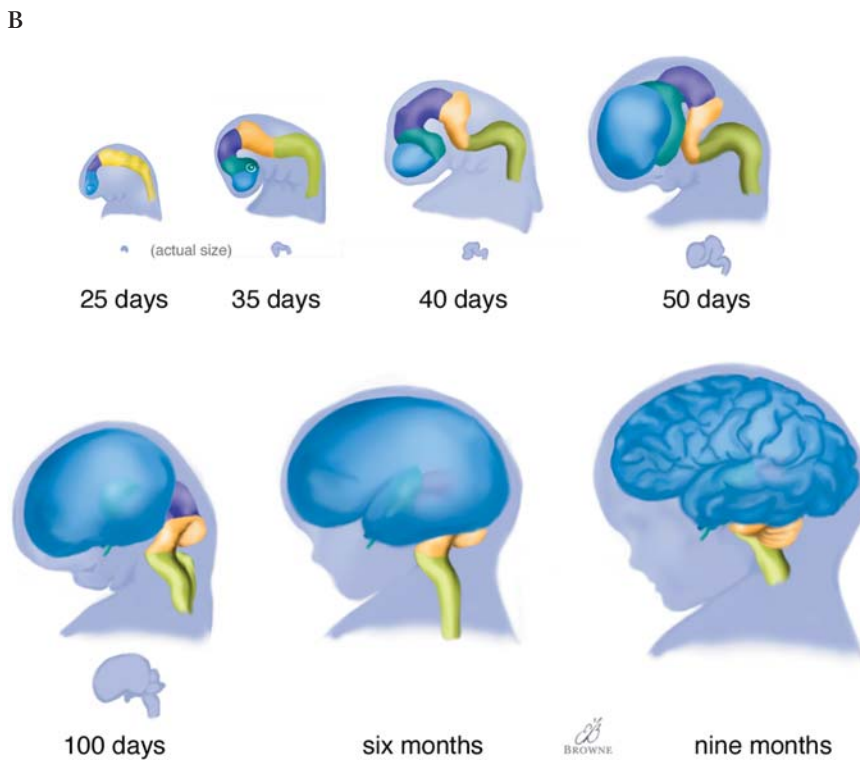 B
(actual size)
25 days
35 days
40 days
50 days
100 days
six months
BROWNE
nine months